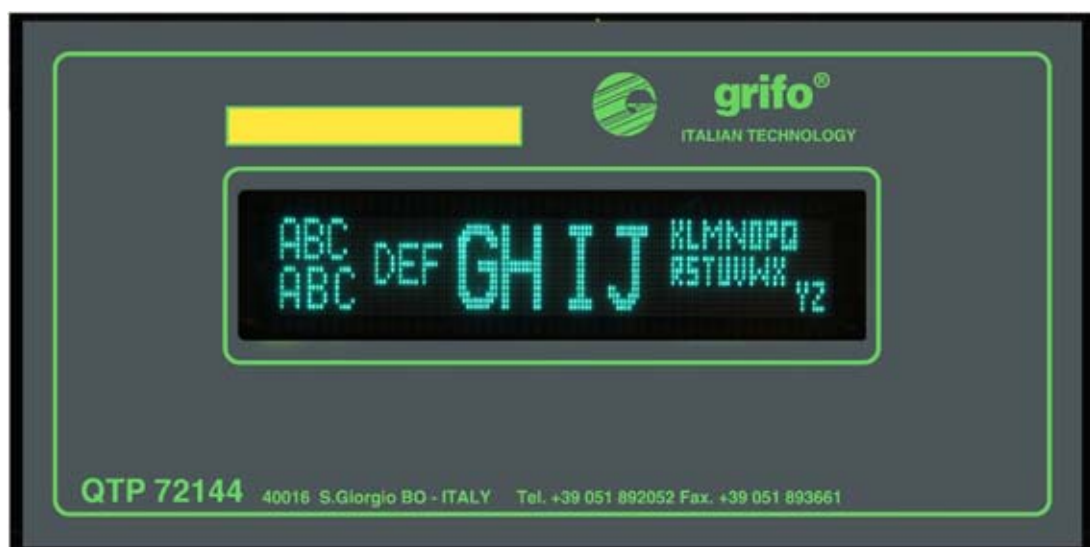 grifo®
ITALIAN TECHNOLOGY
ABC
ABC
DEF
GHIJ
KLMNOPQ
RSTUVWX
YZ
QTP 72144 40016 S.Giorgio BO - ITALY Tel. +39 051 892052 Fax. +39 051 893661